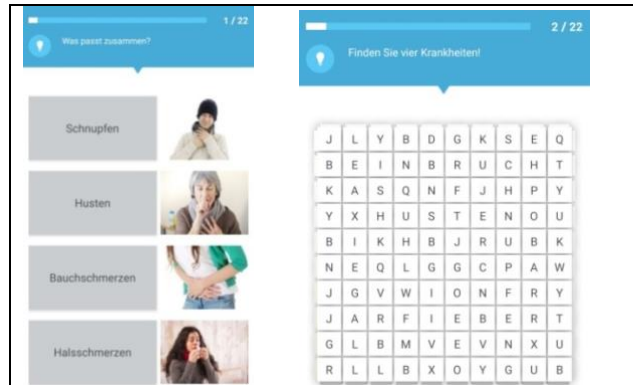 1 / 22
Was passt zusammen?
Schnupfen
Husten
Bauchschmerzen
Halsschmerzen
2 / 22
Finden Sie vier Krankheiten!
J L Y B D G K S E Q
B E I N B R U C H T
K A S Q N F J H P Y
Y X H U S T E N O U
B I K H B J R U B K
N E Q L G G C P A W
J G V W I O N F R Y
J A R F I E B E R T
G L B M V E V N X U
R L L B X O Y G U B